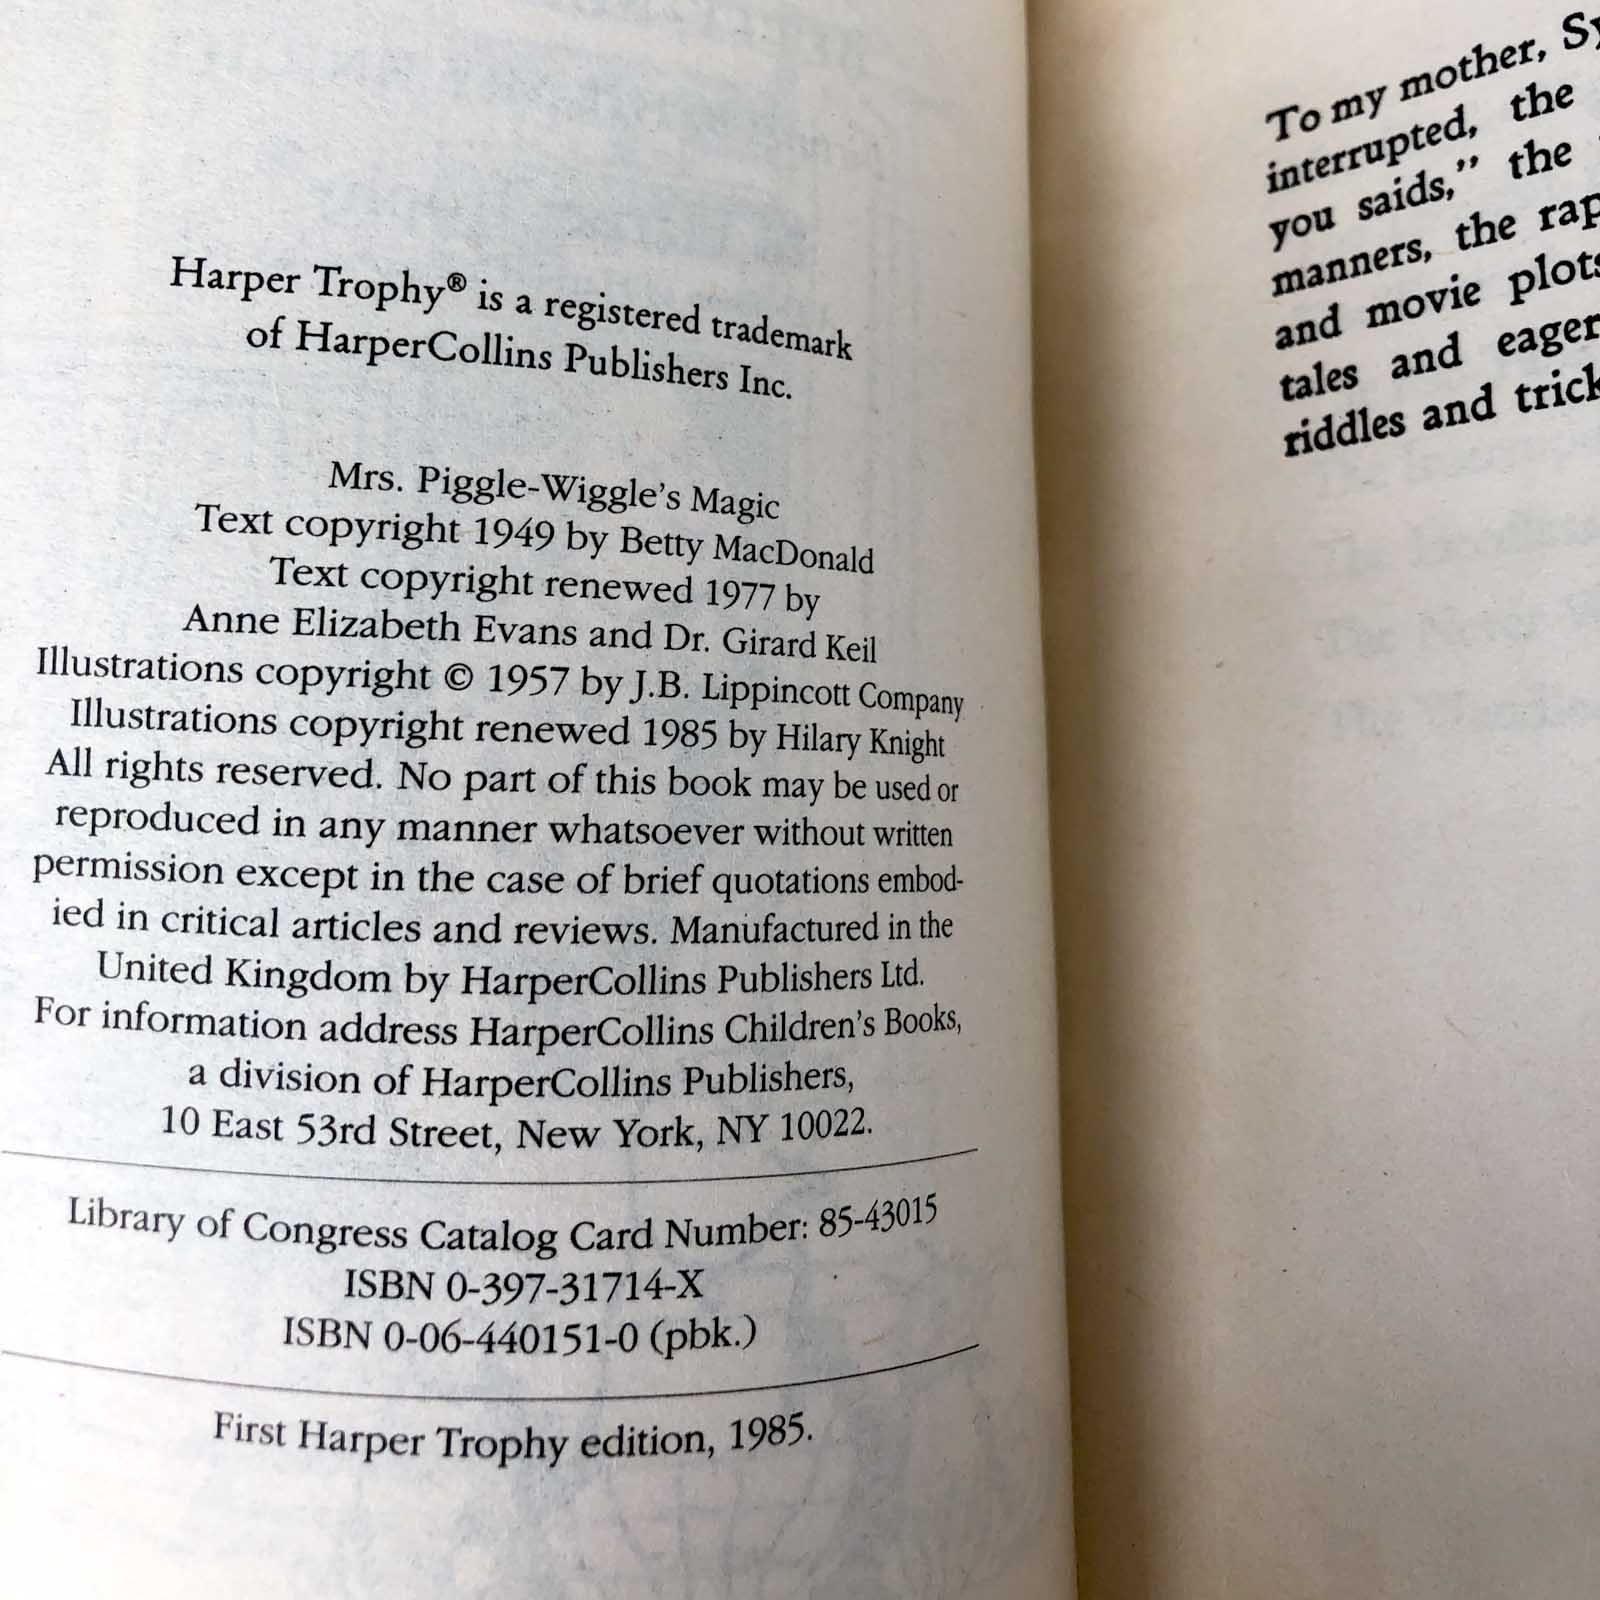 Harper Trophy® is a registered trademark
of HarperCollins Publishers Inc.
Mrs. Piggle-Wiggle's Magic
Text copyright 1949 by Betty MacDonald
Text copyright renewed 1977 by
Anne Elizabeth Evans and Dr. Girard Keil
Illustrations copyright © 1957 by J.B. Lippincott Company
Illustrations copyright renewed 1985 by Hilary Knight
All rights reserved. No part of this book may be used or
reproduced in any manner whatsoever without written
permission except in the case of brief quotations embod-
ied in critical articles and reviews. Manufactured in the
United Kingdom by HarperCollins Publishers Ltd.
For information address HarperCollins Children's Books,
a division of HarperCollins Publishers,
10 East 53rd Street, New York, NY 10022.
Library of Congress Catalog Card Number: 85-43015
ISBN 0-397-31714-X
ISBN 0-06-440151-0 (pbk.)
First Harper Trophy edition, 1985.
To my mother,
interrupted, the
you saids," the
manners, the
and movie plots
tales and eager
riddles and